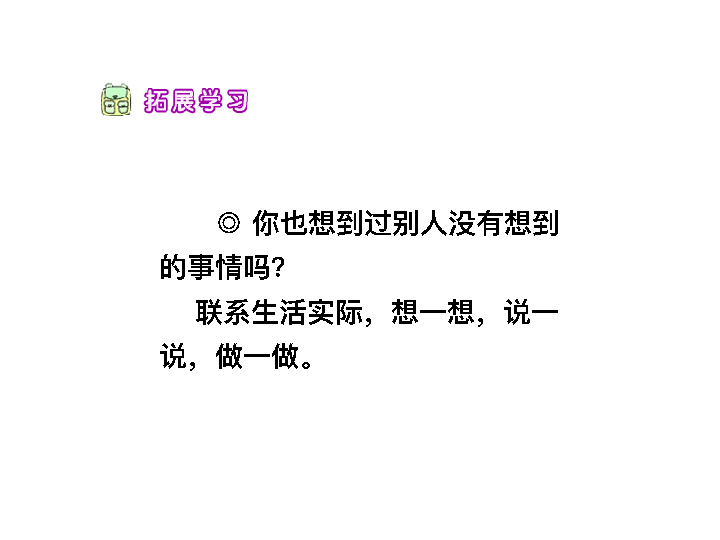 拓展学习
◎ 你也想到过别人没有想到
的事情吗？
联系生活实际，想一想，说一
说，做一做。